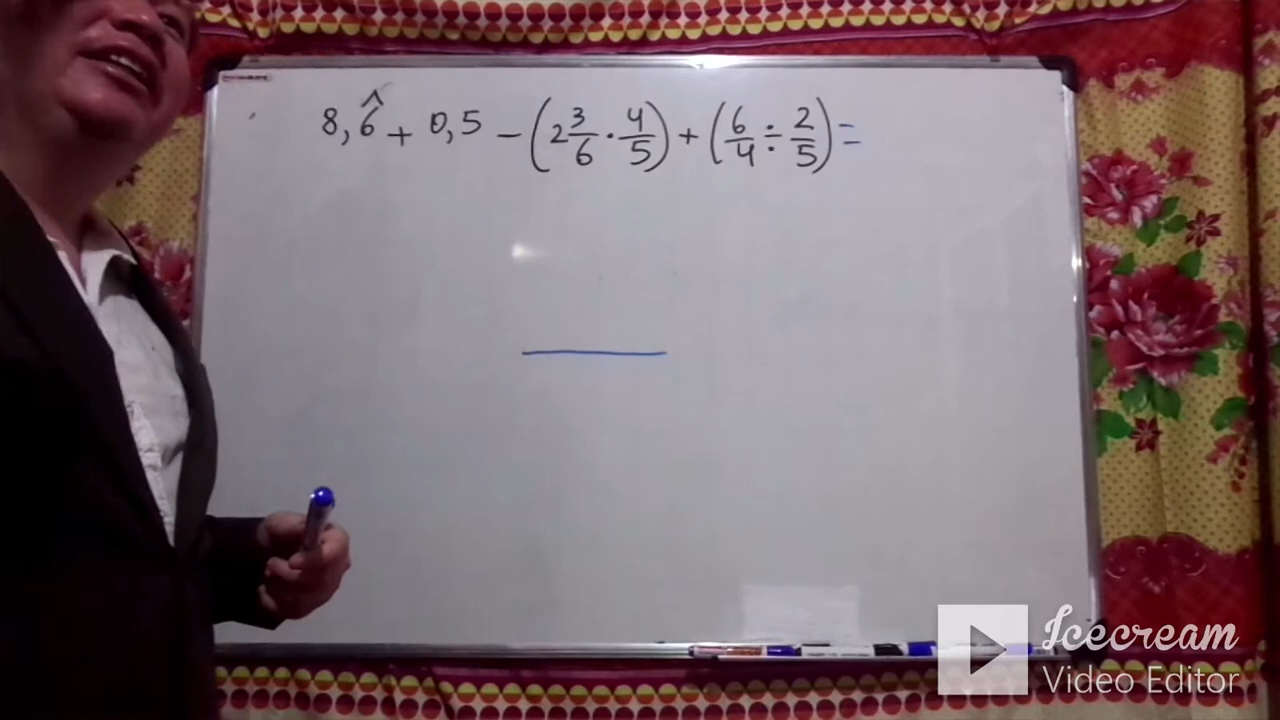 8,6̂ + 0,5 - (2 3/6 · 4/5) + (6/4 ÷ 2/5) =
Icecream
Video Editor